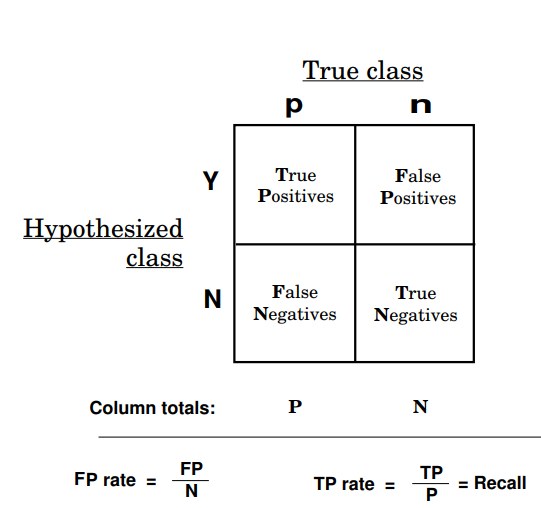 True class
p n
Y
True False
Positives Positives
Hypothesized
class
N
False True
Negatives Negatives
Column totals: P N
FP rate = FP / N
TP rate = TP / P = Recall